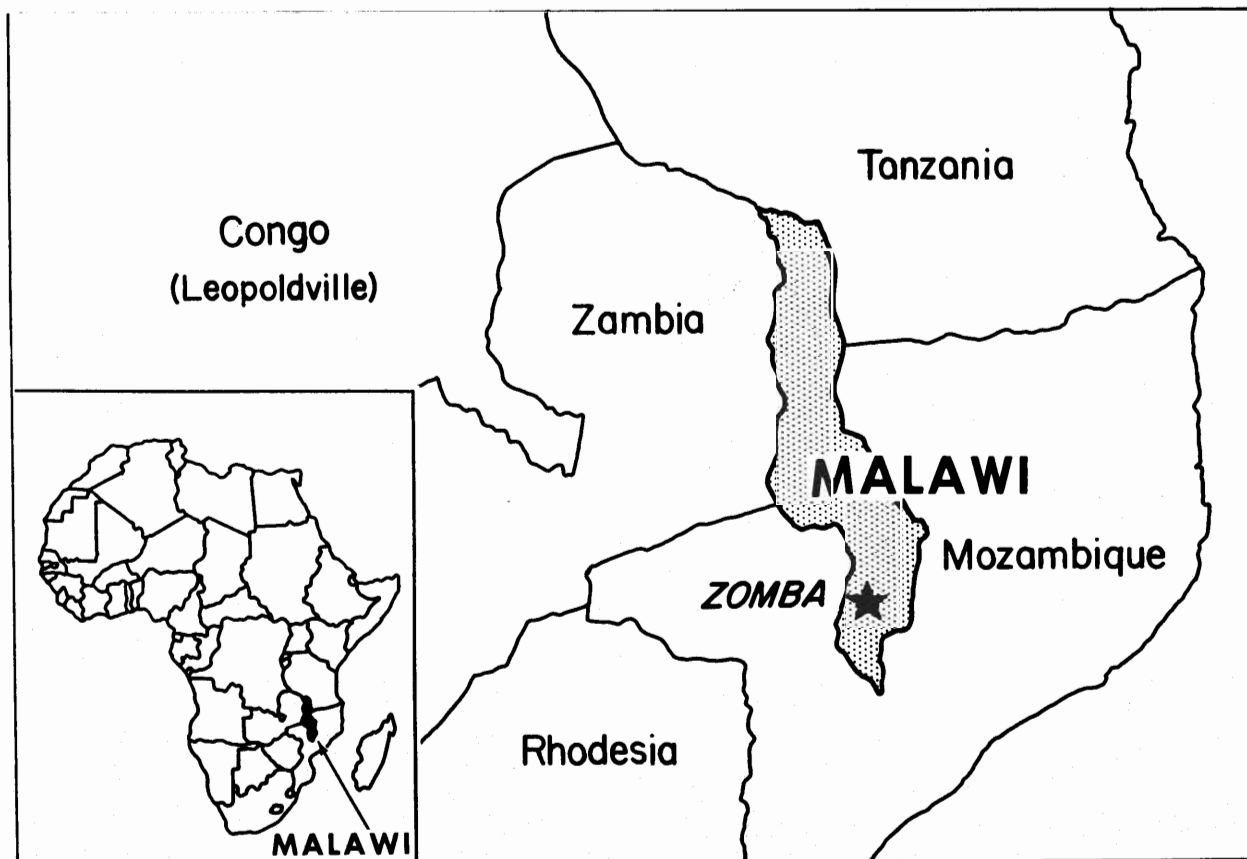 Tanzania
Congo
(Leopoldville)
Zambia
MALAWI
Mozambique
ZOMBA
Rhodesia
MALAWI